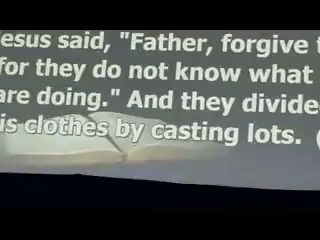 esus said, "Father, forgive t
for they do not know what
are doing." And they divide
is clothes by casting lots.